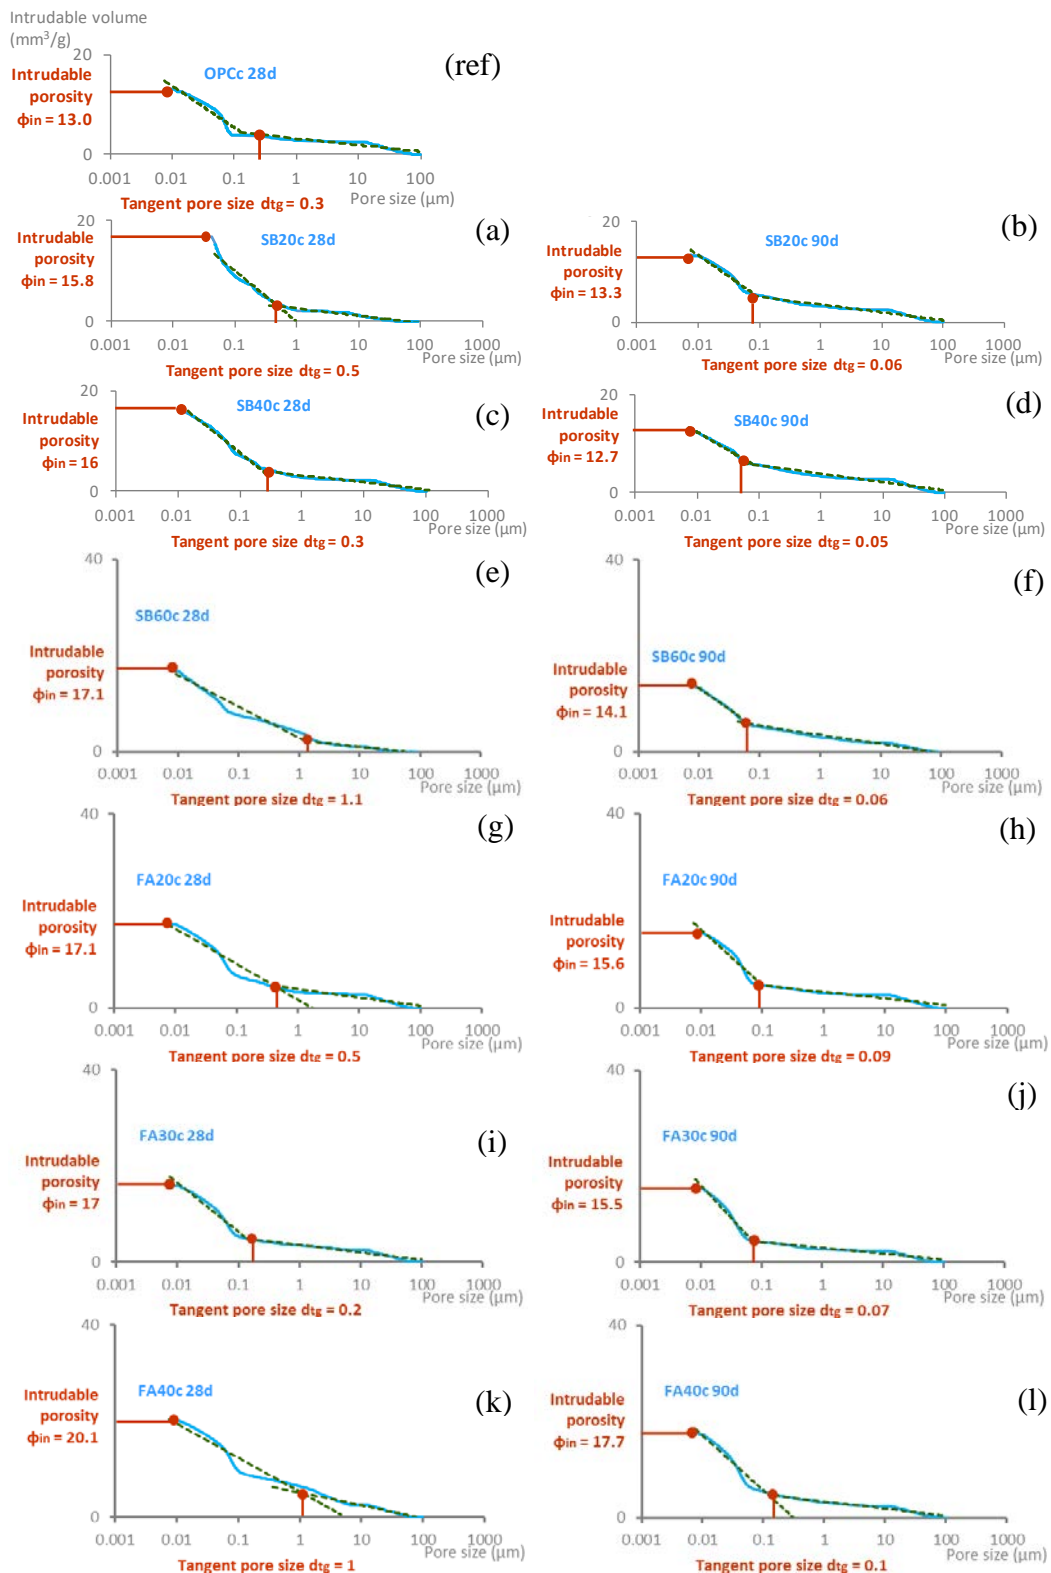 Intrudable volume
(mm³/g)
20
Intrudable
porosity
ϕin = 13.0
OPCc 28d
(ref)
0
0.001 0.01 0.1 1 10 100
Pore size (µm)
Tangent pore size dtg = 0.3
20
Intrudable
porosity
ϕin = 15.8
SB20c 28d
(a)
0
0.001 0.01 0.1 1 10 100 1000
Pore size (µm)
Tangent pore size dtg = 0.5
20
Intrudable
porosity
ϕin = 13.3
SB20c 90d
(b)
0
0.001 0.01 0.1 1 10 100 1000
Pore size (µm)
Tangent pore size dtg = 0.06
20
Intrudable
porosity
ϕin = 16
SB40c 28d
(c)
0
0.001 0.01 0.1 1 10 100 1000
Pore size (µm)
Tangent pore size dtg = 0.3
20
Intrudable
porosity
ϕin = 12.7
SB40c 90d
(d)
0
0.001 0.01 0.1 1 10 100 1000
Pore size (µm)
Tangent pore size dtg = 0.05
40
SB60c 28d
(e)
Intrudable
porosity
ϕin = 17.1
0
0.001 0.01 0.1 1 10 100 1000
Pore size (µm)
Tangent pore size dtg = 1.1
40
(f)
SB60c 90d
Intrudable
porosity
ϕin = 14.1
0
0.001 0.01 0.1 1 10 100 1000
Pore size (µm)
Tangent pore size dtg = 0.06
40
(g)
FA20c 28d
Intrudable
porosity
ϕin = 17.1
0
0.001 0.01 0.1 1 10 100 1000
Pore size (µm)
Tangent pore size dtg = 0.5
40
(h)
FA20c 90d
Intrudable
porosity
ϕin = 15.6
0
0.001 0.01 0.1 1 10 100 1000
Pore size (µm)
Tangent pore size dtg = 0.09
40
FA30c 28d
(i)
Intrudable
porosity
ϕin = 17
0
0.001 0.01 0.1 1 10 100 1000
Pore size (µm)
Tangent pore size dtg = 0.2
40
(j)
FA30c 90d
Intrudable
porosity
ϕin = 15.5
0
0.001 0.01 0.1 1 10 100 1000
Pore size (µm)
Tangent pore size dtg = 0.07
40
FA40c 28d
(k)
Intrudable
porosity
ϕin = 20.1
0
0.001 0.01 0.1 1 10 100 1000
Pore size (µm)
Tangent pore size dtg = 1
40
FA40c 90d
(l)
Intrudable
porosity
ϕin = 17.7
0
0.001 0.01 0.1 1 10 100 1000
Pore size (µm)
Tangent pore size dtg = 0.1